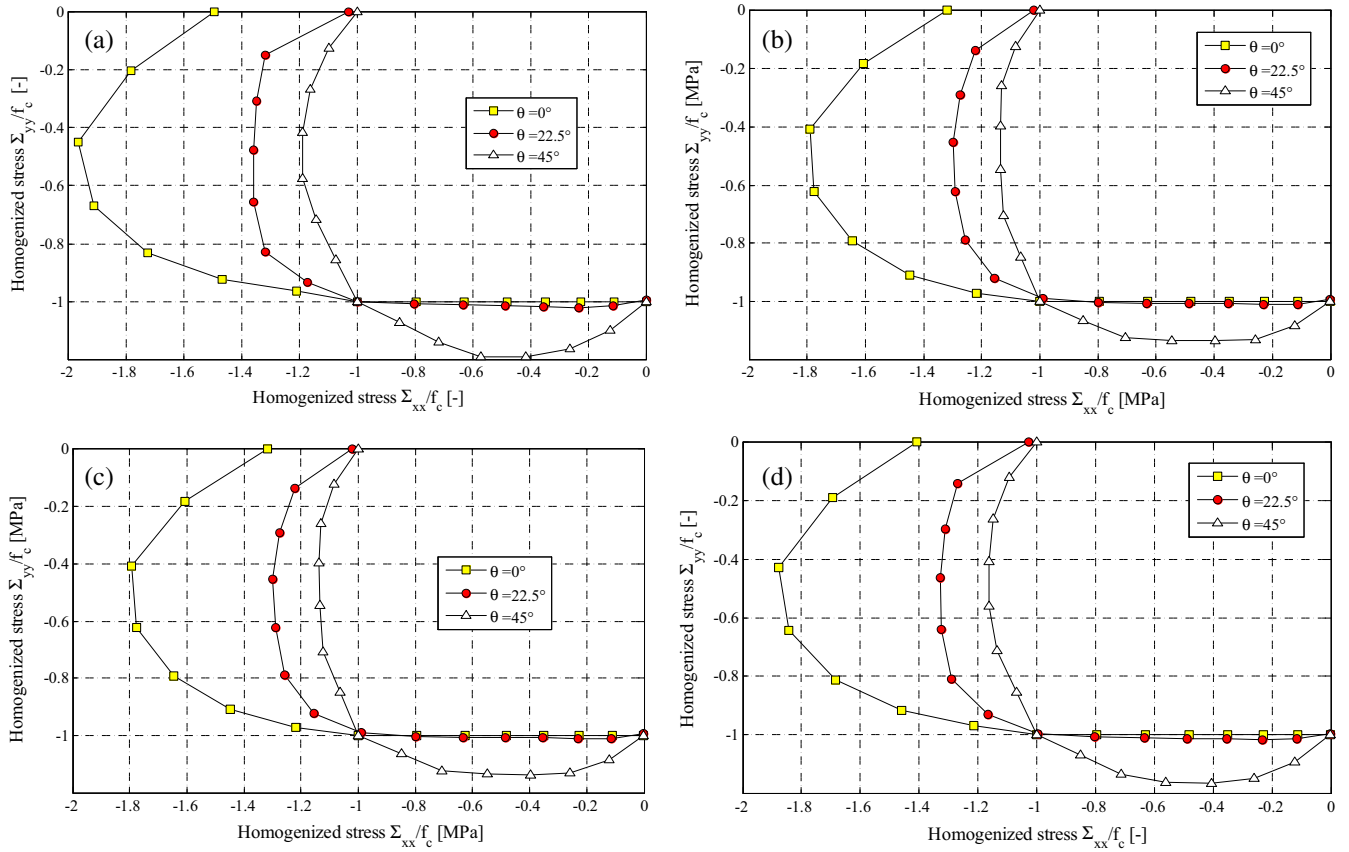 (a)
0
-0.2
-0.4
-0.6
-0.8
-1
Homogenized stress Σyy/fc [-]
θ =0°
θ =22.5°
θ =45°
-2 -1.8 -1.6 -1.4 -1.2 -1 -0.8 -0.6 -0.4 -0.2 0
Homogenized stress Σxx/fc [-]
(b)
0
-0.2
-0.4
-0.6
-0.8
-1
Homogenized stress Σyy/fc [MPa]
θ =0°
θ =22.5°
θ =45°
-2 -1.8 -1.6 -1.4 -1.2 -1 -0.8 -0.6 -0.4 -0.2 0
Homogenized stress Σxx/fc [MPa]
(c)
0
-0.2
-0.4
-0.6
-0.8
-1
Homogenized stress Σyy/fc [MPa]
θ =0°
θ =22.5°
θ =45°
-2 -1.8 -1.6 -1.4 -1.2 -1 -0.8 -0.6 -0.4 -0.2 0
Homogenized stress Σxx/fc [MPa]
(d)
0
-0.2
-0.4
-0.6
-0.8
-1
Homogenized stress Σyy/fc [-]
θ =0°
θ =22.5°
θ =45°
-2 -1.8 -1.6 -1.4 -1.2 -1 -0.8 -0.6 -0.4 -0.2 0
Homogenized stress Σxx/fc [-]